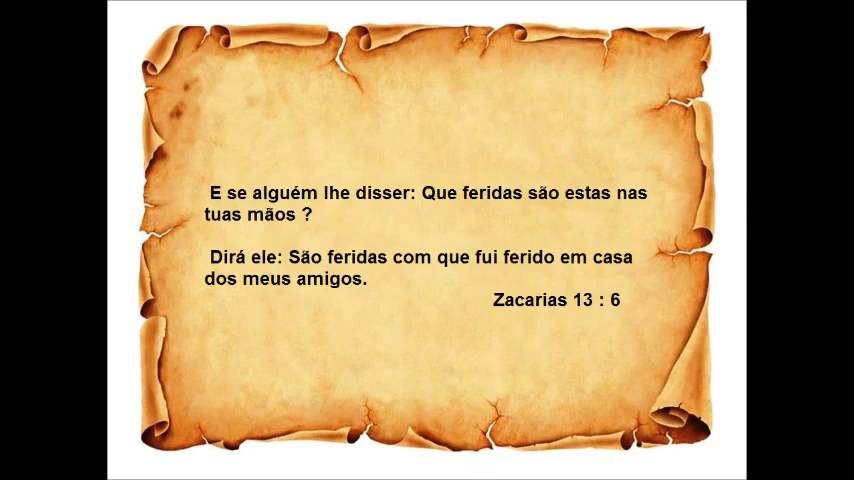 E se alguém lhe disser: Que feridas são estas nas
tuas mãos ?
Dirá ele: São feridas com que fui ferido em casa
dos meus amigos.
Zacarias 13 : 6